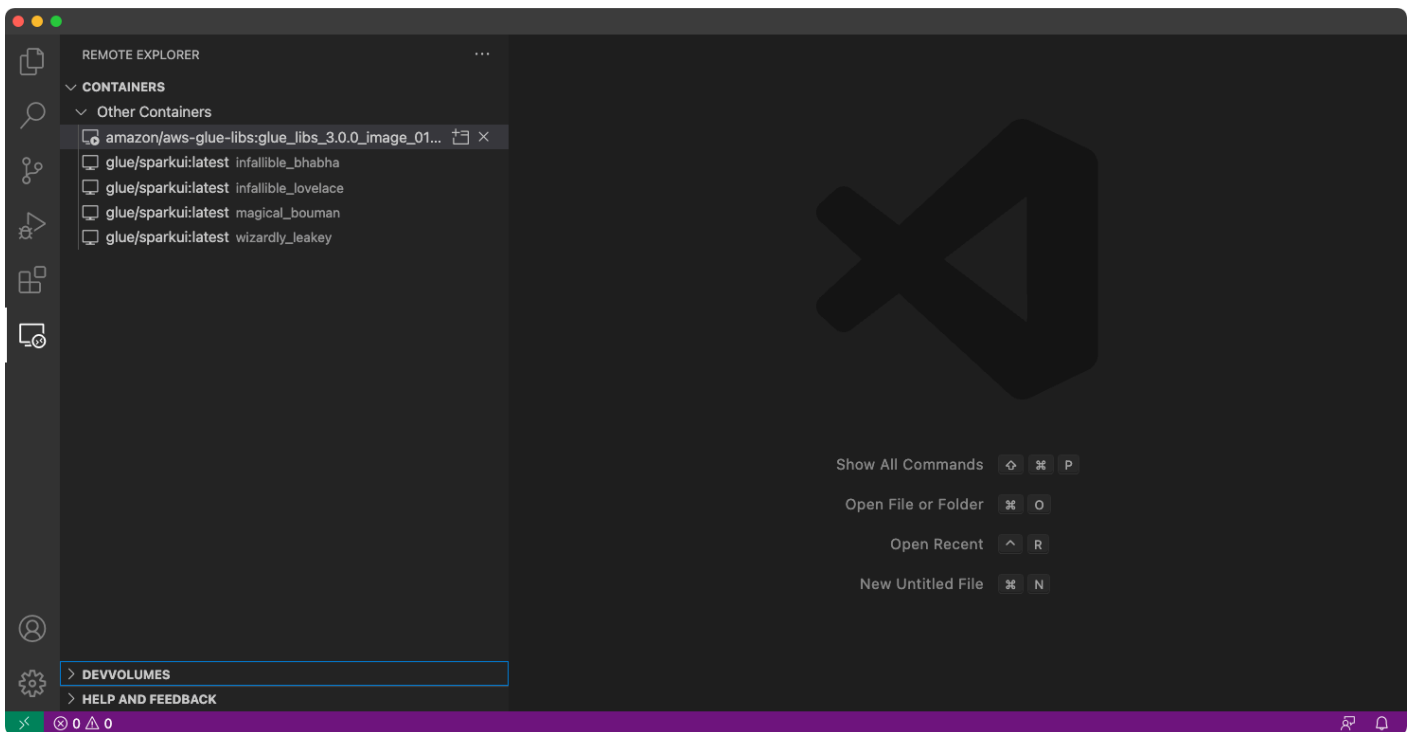 REMOTE EXPLORER ...
CONTAINERS
Other Containers
amazon/aws-glue-libs:glue_libs_3.0.0_image_01...
glue/sparkui:latest infallible_bhabha
glue/sparkui:latest infallible_lovelace
glue/sparkui:latest magical_bouman
glue/sparkui:latest wizardly_leakey
Show All Commands ⇧ ⌘ P
Open File or Folder ⌘ O
Open Recent ^ R
New Untitled File ⌘ N
DEVVOLUMES
HELP AND FEEDBACK
0 0